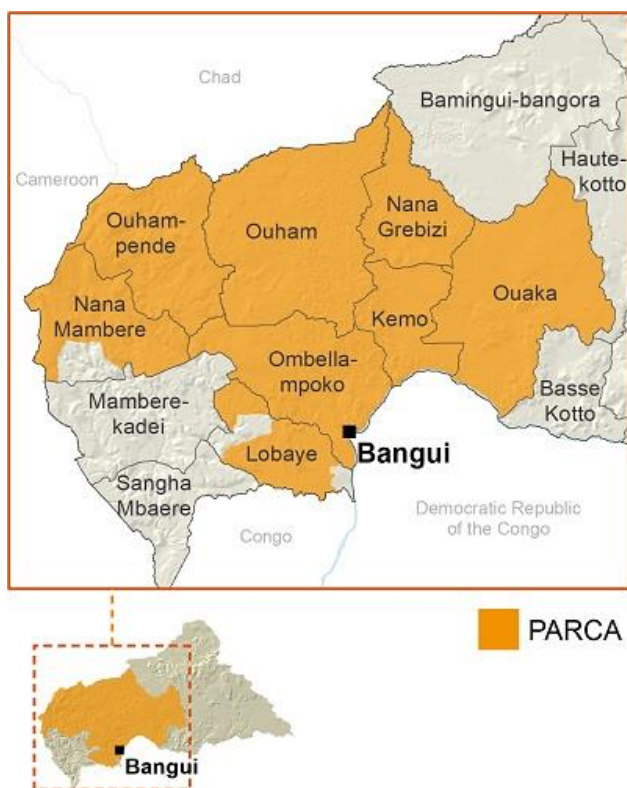 Chad
Bamingui-bangora
Haute-
kotto
Cameroon
Ouham-
pende
Ouham
Nana
Grebizi
Nana
Mambere
Ouaka
Kemo
Ombella-
mpoko
Basse
Kotto
Mambere-
kadei
Lobaye
Bangui
Sangha
Mbaere
Democratic Republic
of the Congo
Congo
PARCA
Bangui